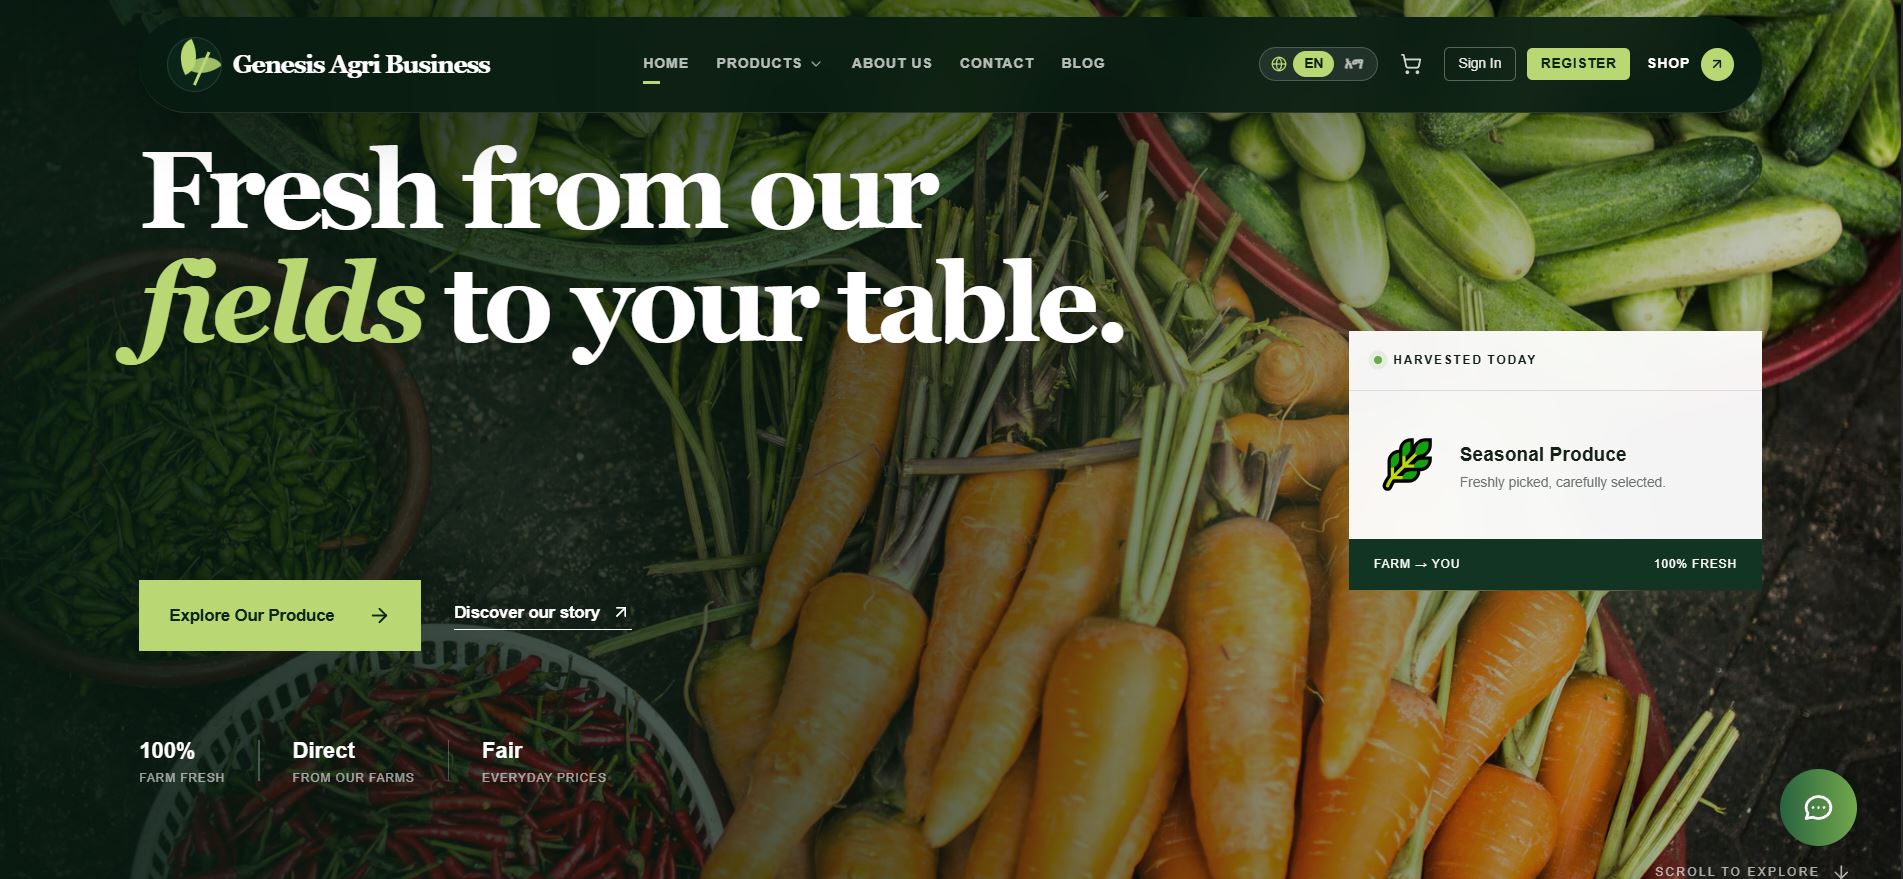 Genesis Agri Business
HOME PRODUCTS ABOUT US CONTACT BLOG
EN አማ
Sign In
REGISTER
SHOP
Fresh from our
fields to your table.
HARVESTED TODAY
Seasonal Produce
Freshly picked, carefully selected.
FARM → YOU 100% FRESH
Explore Our Produce →
Discover our story
100%
FARM FRESH
Direct
FROM OUR FARMS
Fair
EVERYDAY PRICES
SCROLL TO EXPLORE